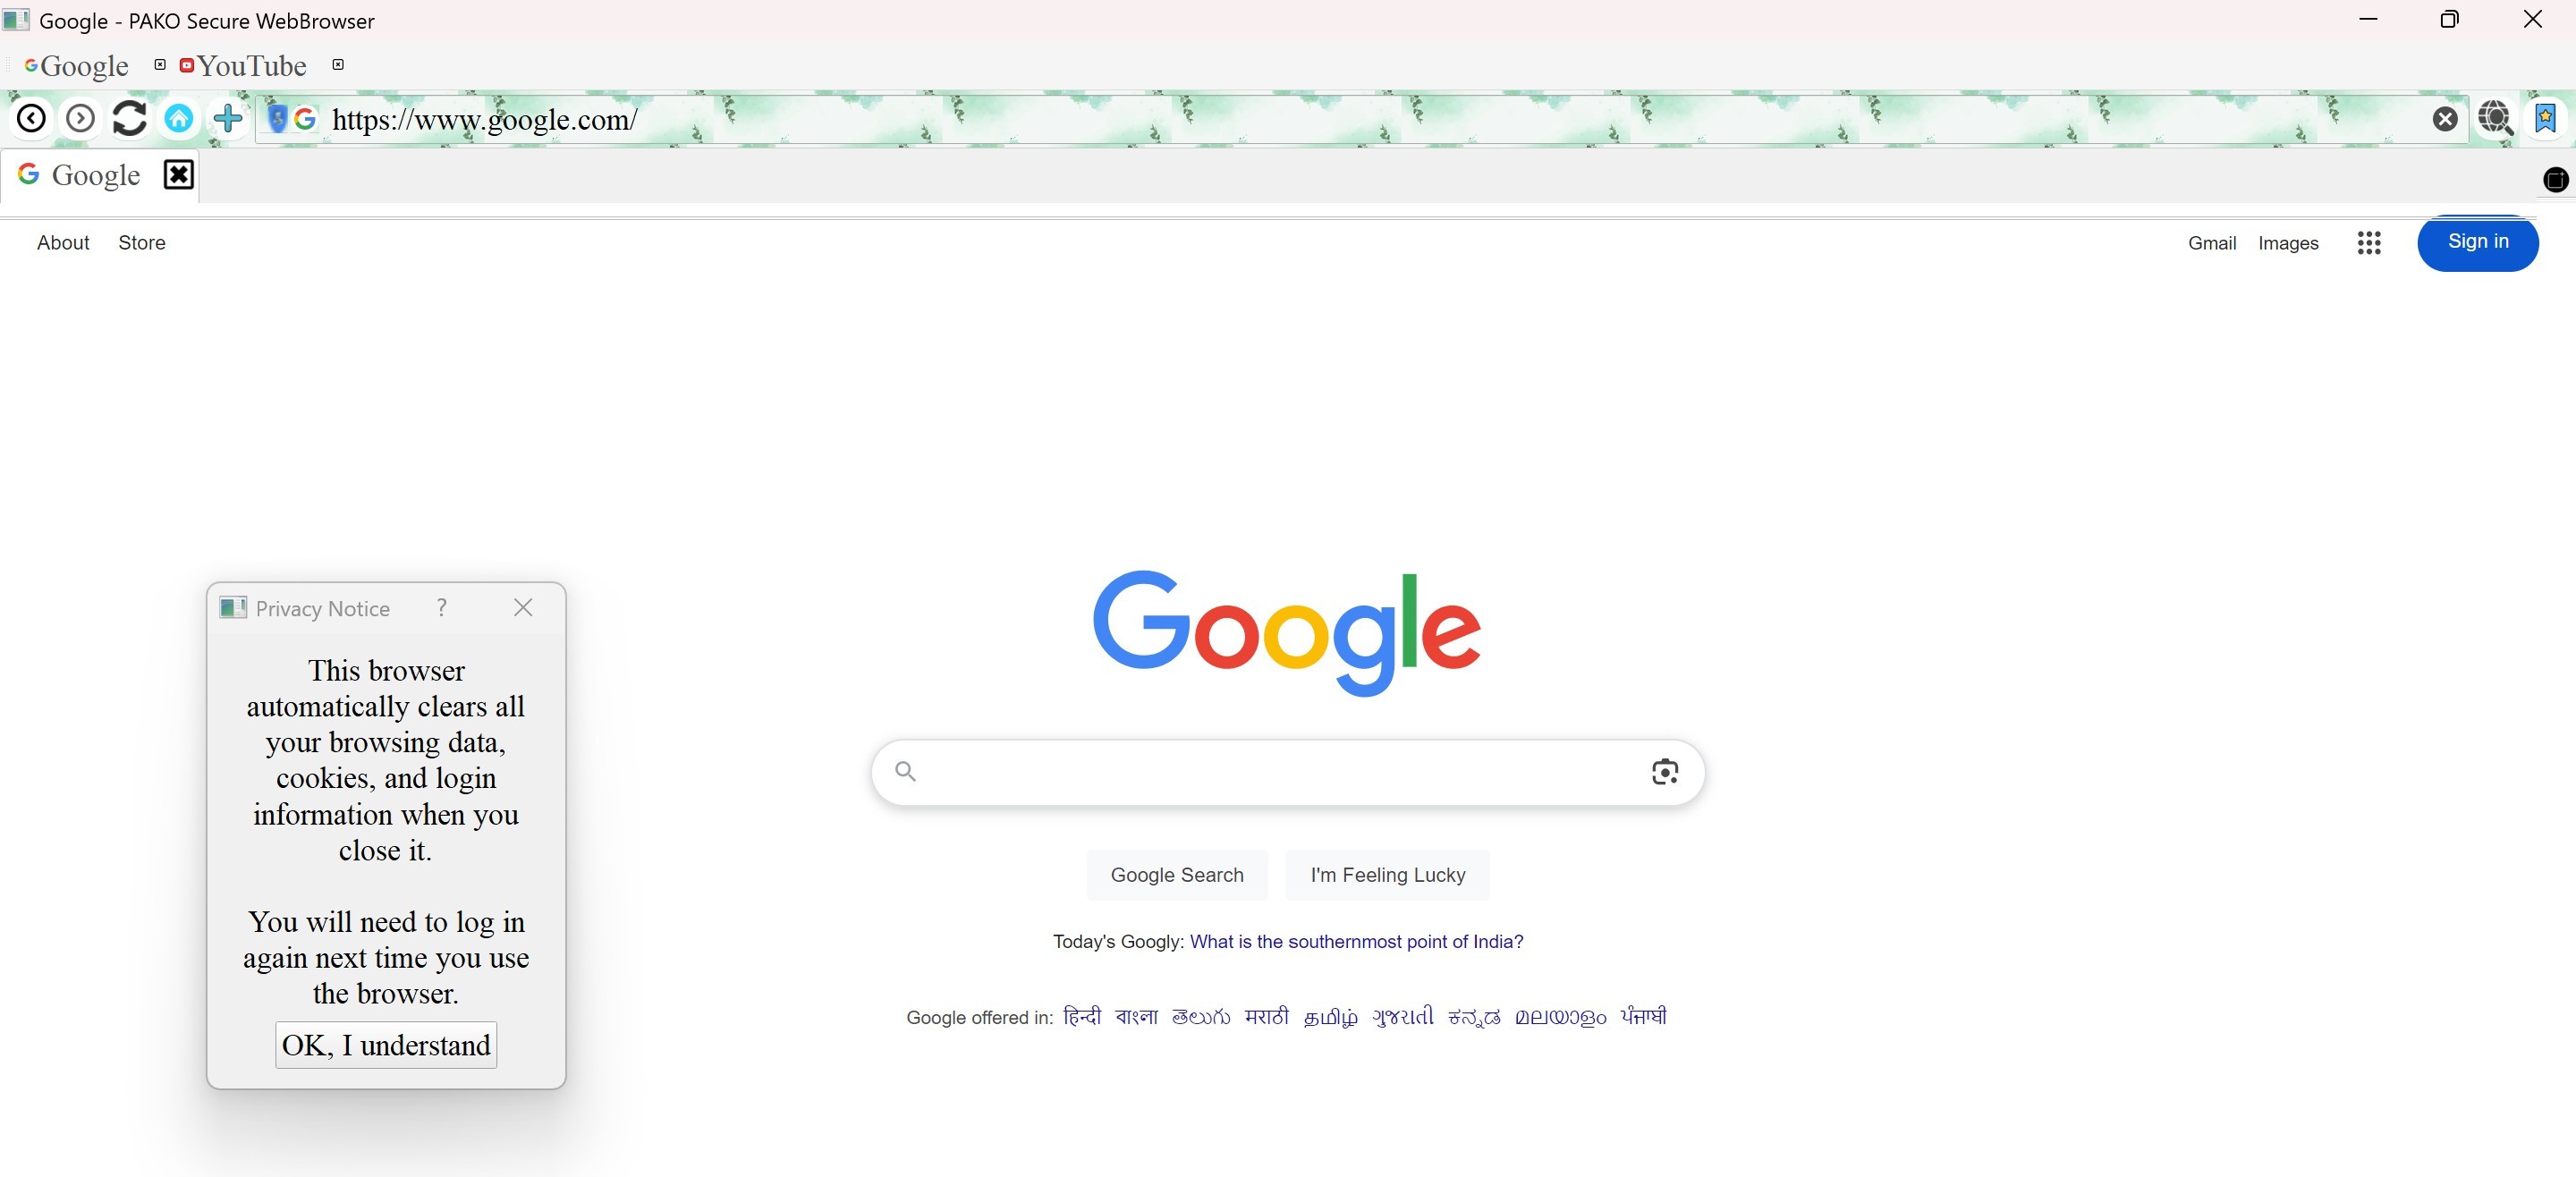 Google - PAKO Secure WebBrowser
Google YouTube
https://www.google.com/
Google
About Store Gmail Images Sign in
Google
Privacy Notice ?
This browser
automatically clears all
your browsing data,
cookies, and login
information when you
close it.
You will need to log in
again next time you use
the browser.
OK, I understand
Google Search I'm Feeling Lucky
Today's Googly: What is the southernmost point of India?
Google offered in: हिन्दी বাংলা తెలుగు मराठी தமிழ் ગુજરાતી ಕನ್ನಡ മലയാളം ਪੰਜਾਬੀ